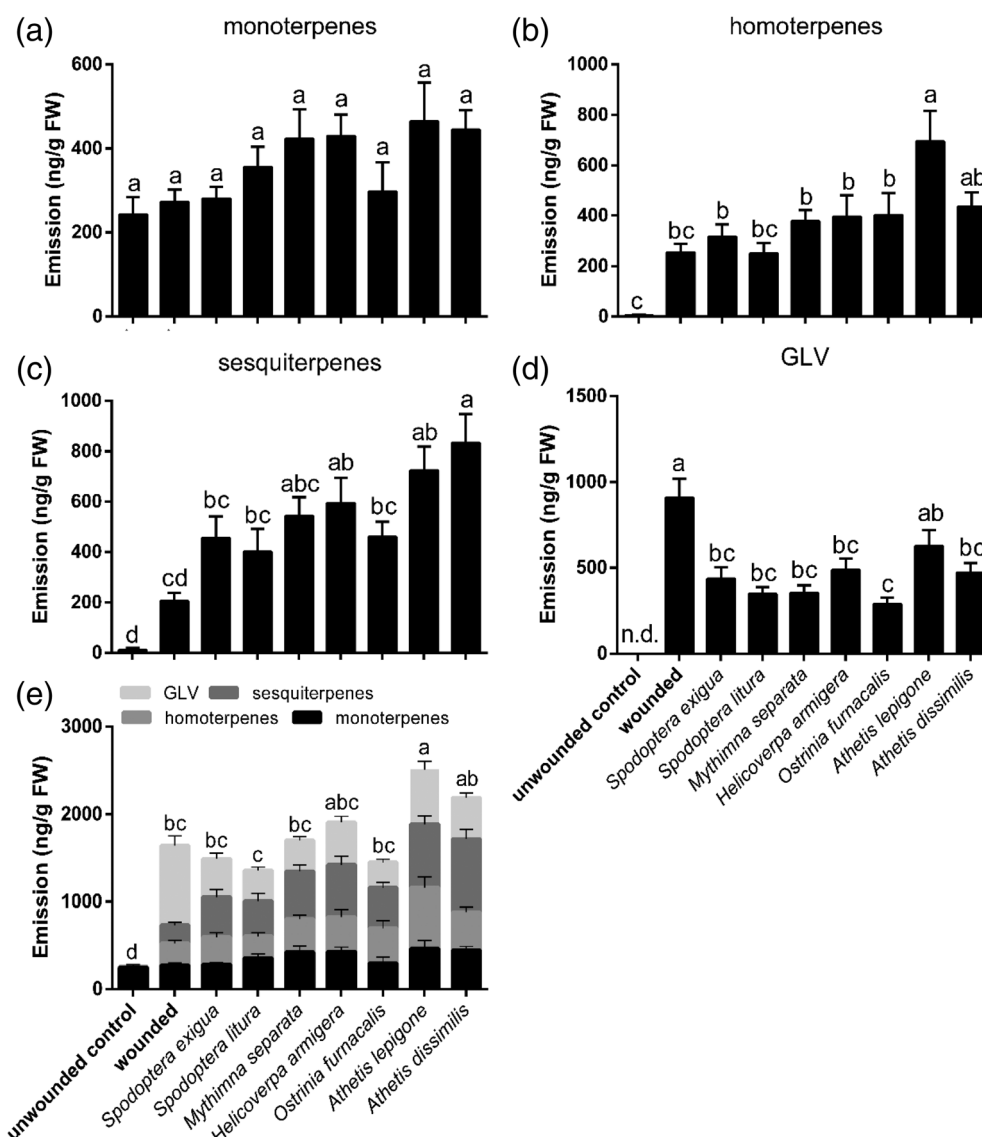 (a)
monoterpenes
Emission (ng/g FW)
600
400
200
0
a a a a a a a a a
(b)
homoterpenes
Emission (ng/g FW)
1000
800
600
400
200
0
c bc b bc b b b a ab
(c)
sesquiterpenes
Emission (ng/g FW)
1000
800
600
400
200
0
d cd bc bc abc ab bc ab a
(d)
GLV
Emission (ng/g FW)
1500
1000
500
0
n.d. a bc bc bc bc c ab bc
unwounded control
wounded
Spodoptera exigua
Spodoptera litura
Mythimna separata
Helicoverpa armigera
Ostrinia furnacalis
Athetis lepigone
Athetis dissimilis
(e)
GLV sesquiterpenes
homoterpenes monoterpenes
Emission (ng/g FW)
3000
2000
1000
0
d bc bc c bc abc bc a ab
unwounded control
wounded
Spodoptera exigua
Spodoptera litura
Mythimna separata
Helicoverpa armigera
Ostrinia furnacalis
Athetis lepigone
Athetis dissimilis